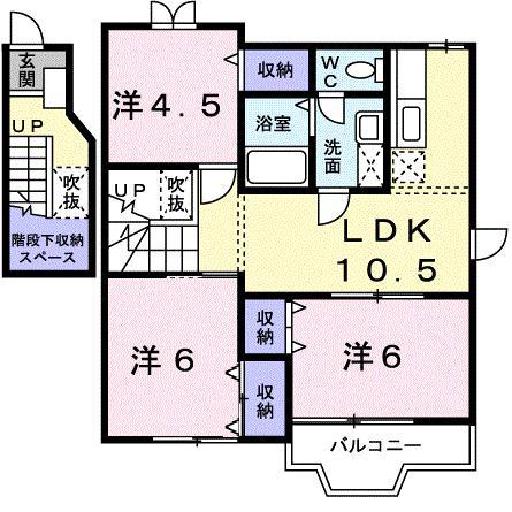 玄関
UP
吹抜
階段下収納
スペース
洋4.5
収納
WC
浴室
洗面
UP
吹抜
LDK
10.5
洋6
収納
収納
洋6
バルコニー